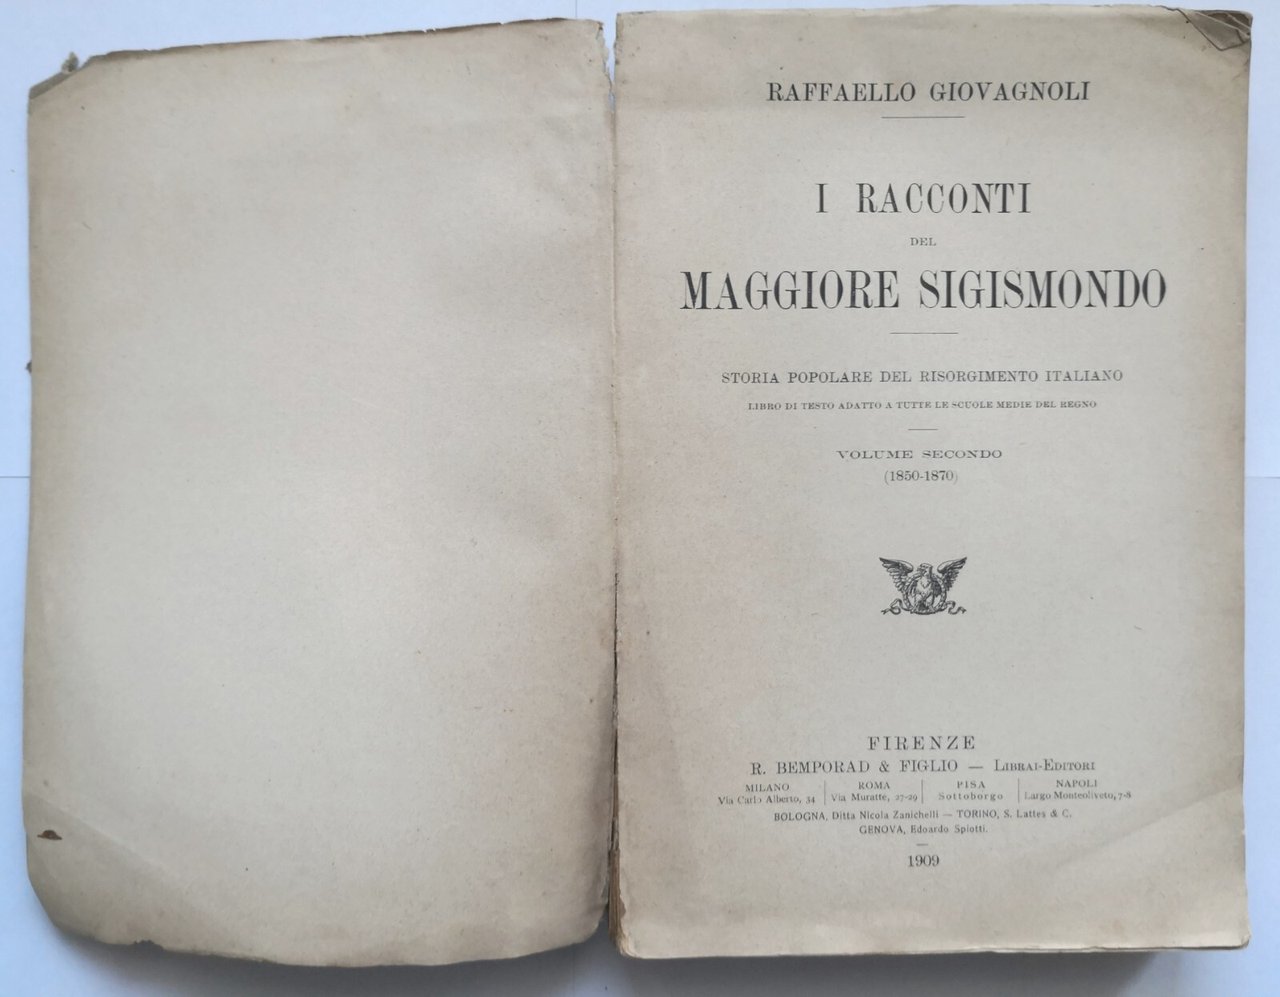 RAFFAELLO GIOVAGNOLI
I RACCONTI
DEL
MAGGIORE SIGISMONDO
STORIA POPOLARE DEL RISORGIMENTO ITALIANO
LIBRO DI TESTO ADATTO A TUTTE LE SCUOLE MEDIE DEL REGNO
VOLUME SECONDO
(1850-1870)
FIRENZE
R. BEMPORAD & FIGLIO — LIBRAI-EDITORI
MILANO ROMA PISA NAPOLI
Via Carlo Alberto, 34 Via Muratte, 27-29 Sottoborgo Largo Monteoliveto, 7-8
BOLOGNA, Ditta Nicola Zanichelli — TORINO, S. Lattes & C.
GENOVA, Edoardo Spiotti.
1909